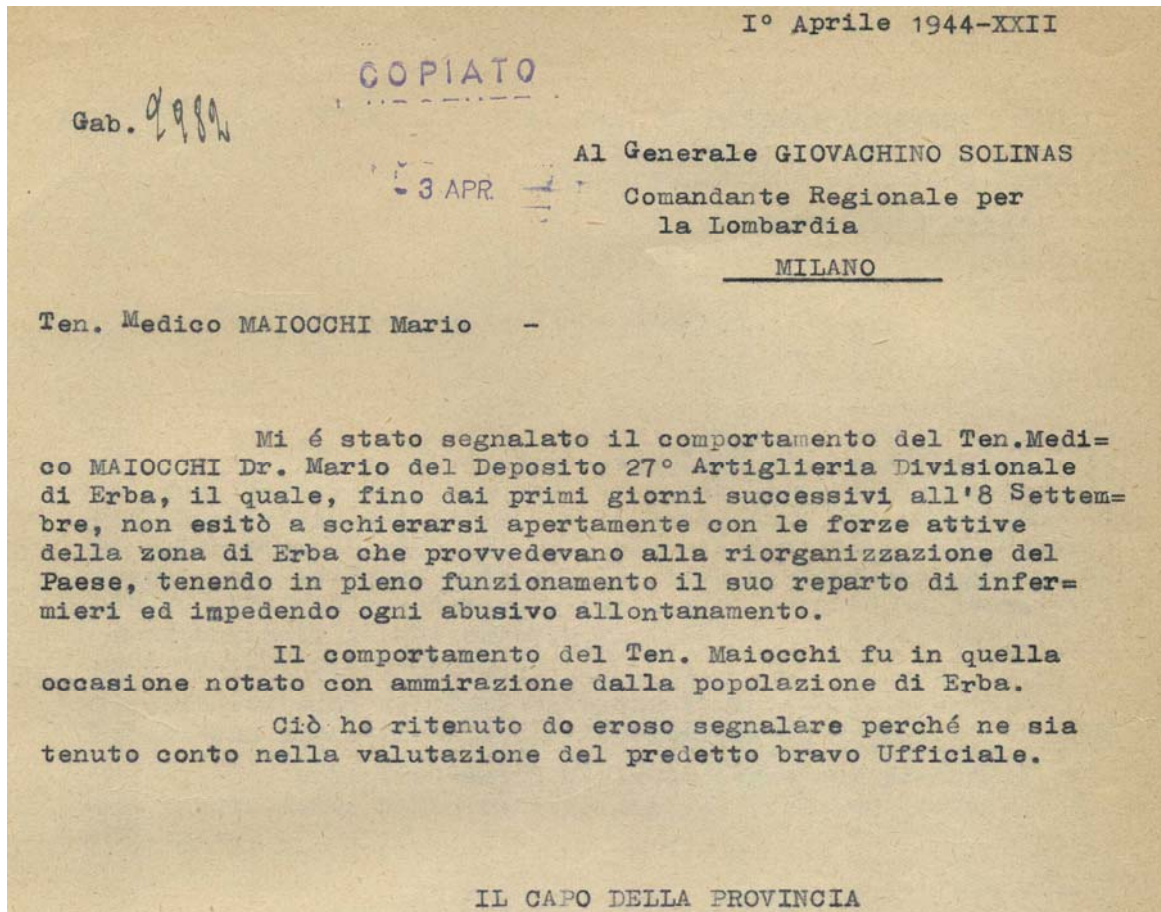 I° Aprile 1944-XXII
COPIATO
Gab. 2982
Al Generale GIOVACHINO SOLINAS
- 3 APR.
Comandante Regionale per
la Lombardia
MILANO
Ten. Medico MAIOCCHI Mario -
Mi é stato segnalato il comportamento del Ten.Medi=
co MAIOCCHI Dr. Mario del Deposito 27° Artiglieria Divisionale
di Erba, il quale, fino dai primi giorni successivi all'8 Settem=
bre, non esitò a schierarsi apertamente con le forze attive
della zona di Erba che provvedevano alla riorganizzazione del
Paese, tenendo in pieno funzionamento il suo reparto di infer=
mieri ed impedendo ogni abusivo allontanamento.
Il comportamento del Ten. Maiocchi fu in quella
occasione notato con ammirazione dalla popolazione di Erba.
Ciò ho ritenuto do eroso segnalare perché ne sia
tenuto conto nella valutazione del predetto bravo Ufficiale.
IL CAPO DELLA PROVINCIA